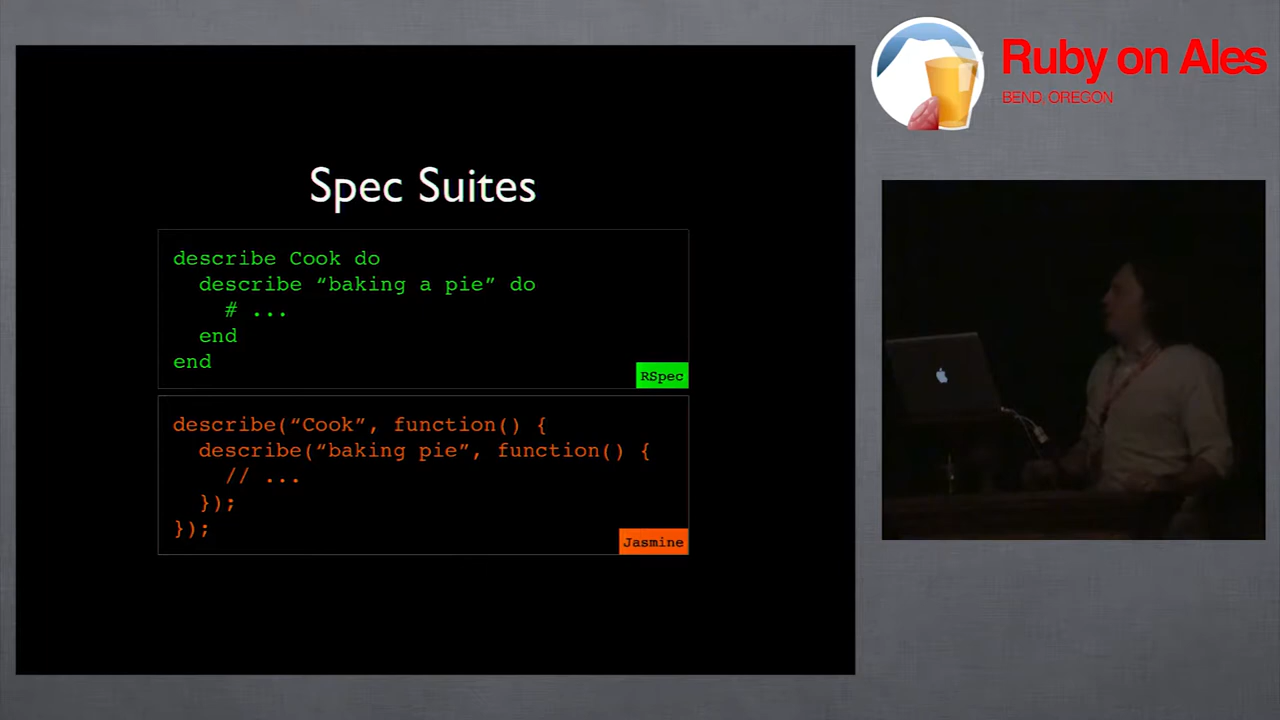 Ruby on Ales
BEND, OREGON
Spec Suites
describe Cook do
describe “baking a pie” do
# ...
end
end
RSpec
describe(“Cook”, function() {
describe(“baking pie”, function() {
// ...
});
});
Jasmine